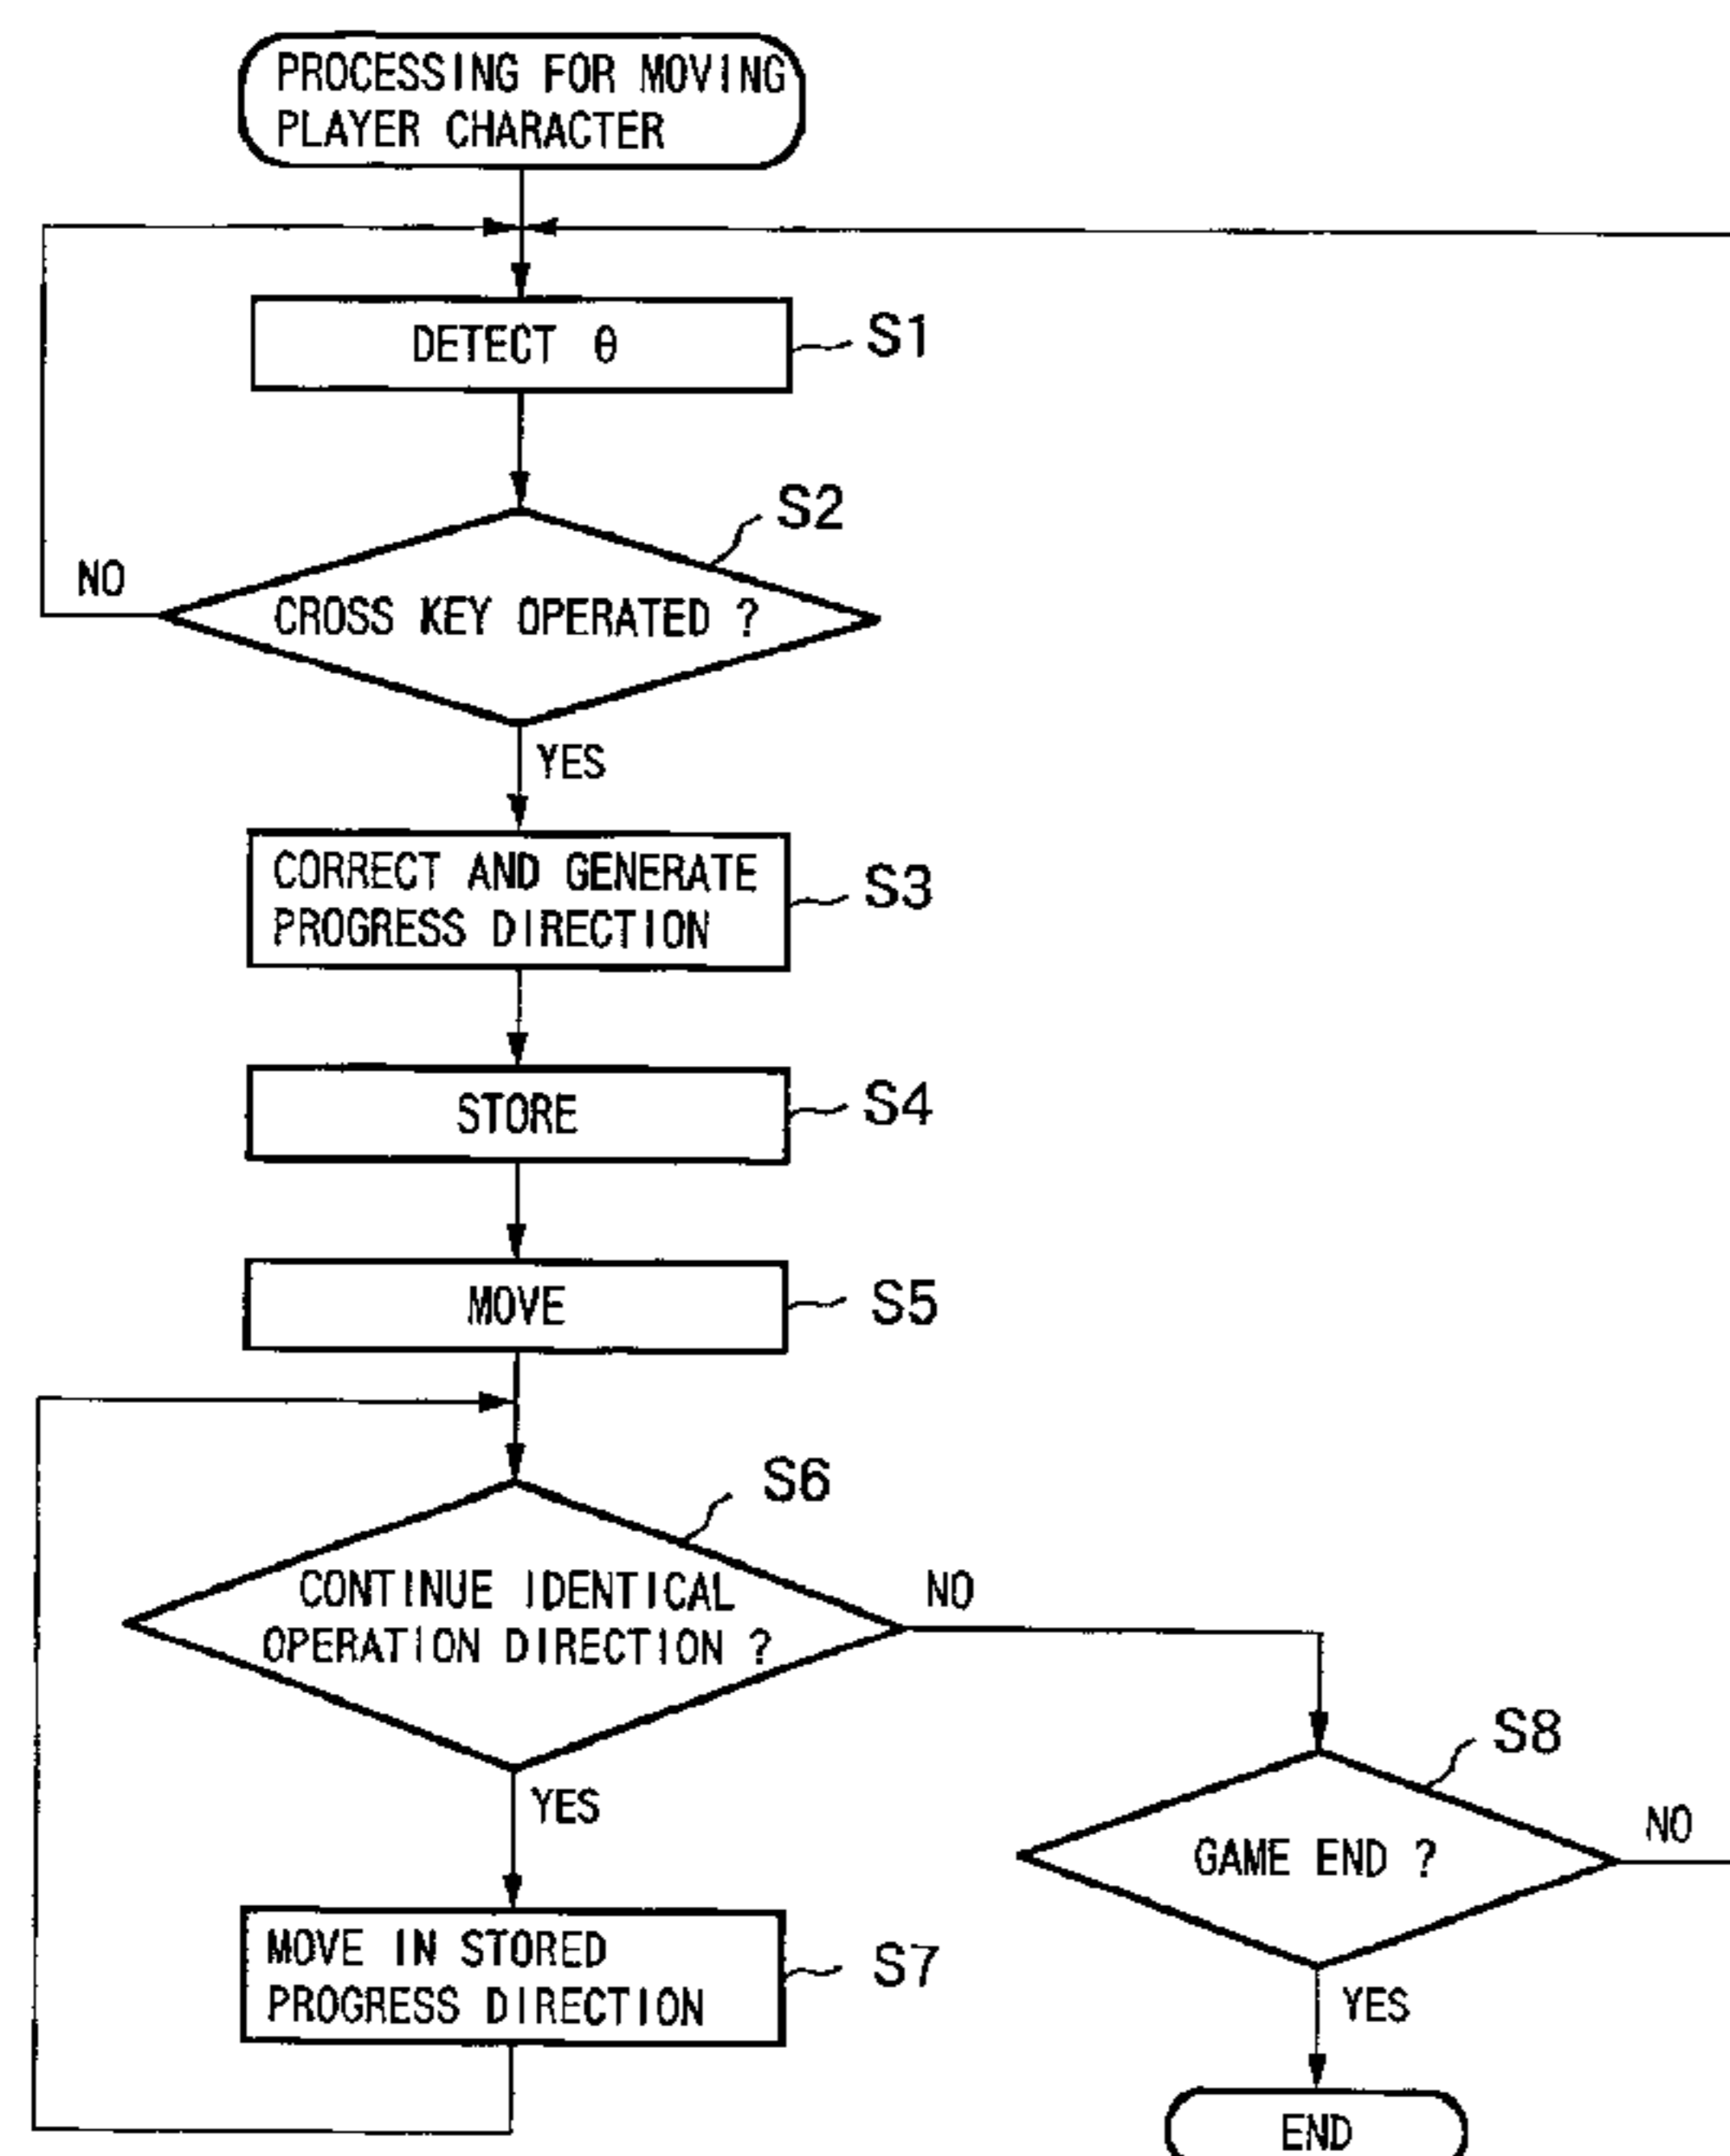 PROCESSING FOR MOVING
PLAYER CHARACTER
DETECT θ
S1
S2
NO
CROSS KEY OPERATED ?
YES
CORRECT AND GENERATE
PROGRESS DIRECTION
S3
STORE
S4
MOVE
S5
S6
CONTINUE IDENTICAL
OPERATION DIRECTION ?
NO
YES
S8
GAME END ?
NO
MOVE IN STORED
PROGRESS DIRECTION
S7
YES
END